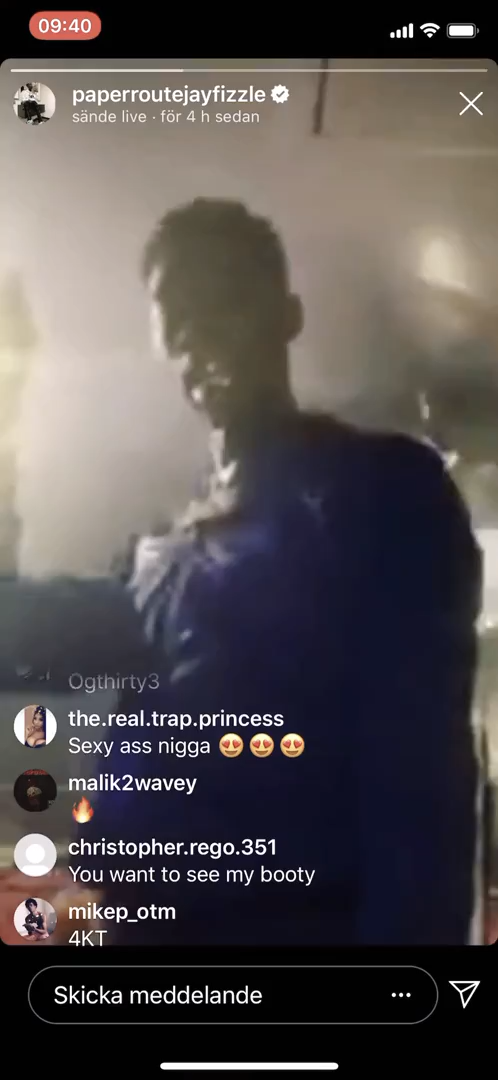 09:40
paperroutejayfizzle
sände live · för 4 h sedan
Ogthirty3
the.real.trap.princess
Sexy ass nigga 😍😍😍
malik2wavey
🔥
christopher.rego.351
You want to see my booty
mikep_otm
4KT
Skicka meddelande